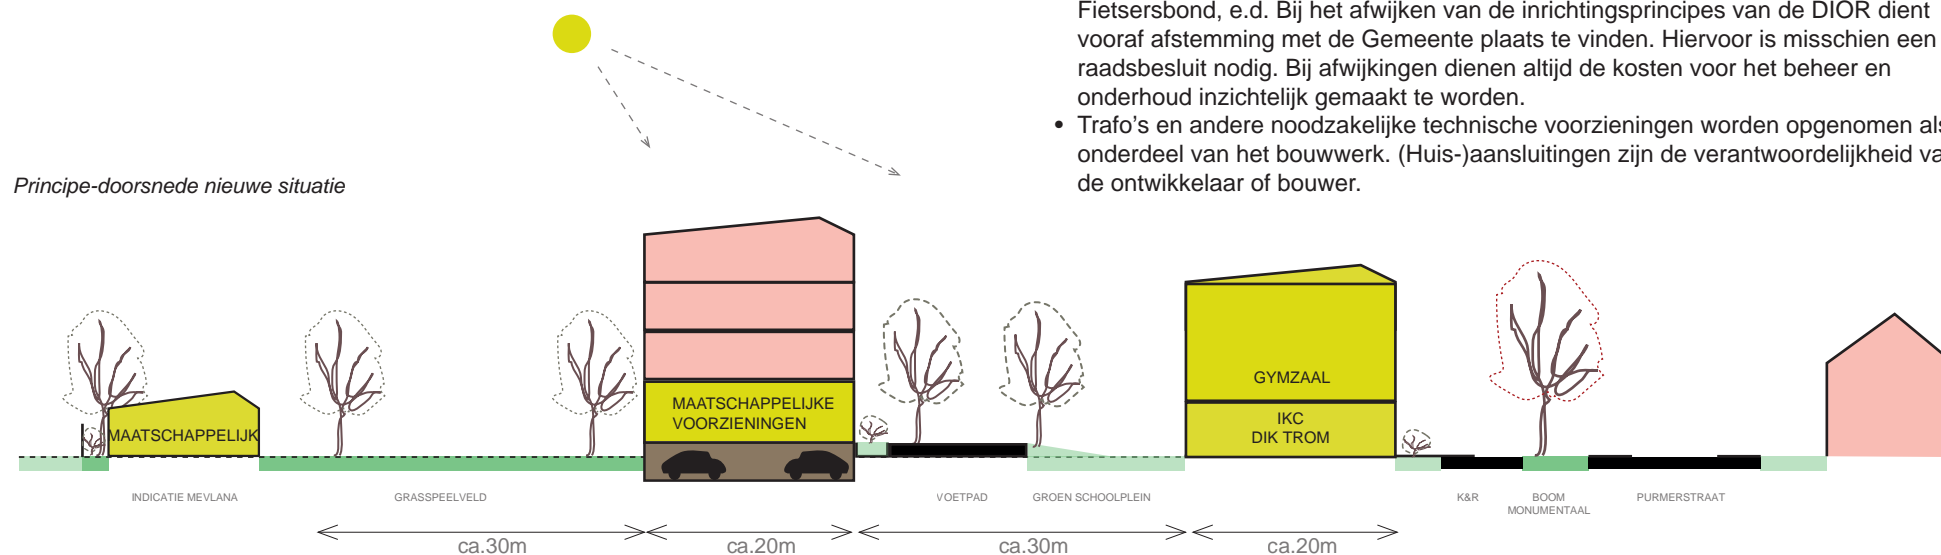 Fietsersbond, e.d. Bij het afwijken van de inrichtingsprincipes van de DIOR dient
vooraf afstemming met de Gemeente plaats te vinden. Hiervoor is misschien een
raadsbesluit nodig. Bij afwijkingen dienen altijd de kosten voor het beheer en
onderhoud inzichtelijk gemaakt te worden.
• Trafo's en andere noodzakelijke technische voorzieningen worden opgenomen als
onderdeel van het bouwwerk. (Huis-)aansluitingen zijn de verantwoordelijkheid va
de ontwikkelaar of bouwer.
Principe-doorsnede nieuwe situatie
MAATSCHAPPELIJK
MAATSCHAPPELIJKE
VOORZIENINGEN
GYMZAAL
IKC
DIK TROM
INDICATIE MEVLANA
GRASSPEELVELD
VOETPAD
GROEN SCHOOLPLEIN
K&R
BOOM
MONUMENTAAL
PURMERSTRAAT
ca.30m
ca.20m
ca.30m
ca.20m